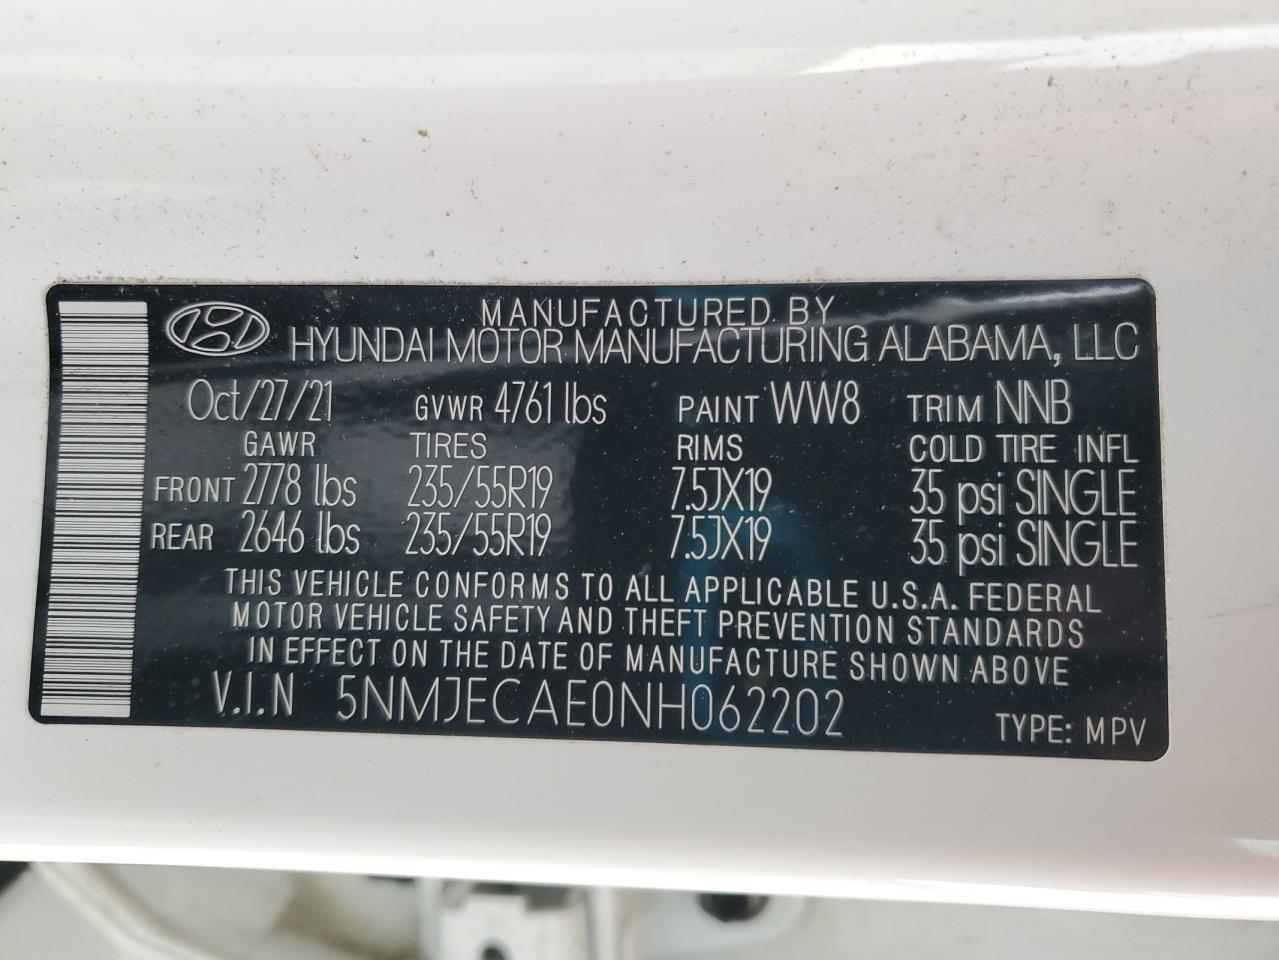 MANUFACTURED BY
HYUNDAI MOTOR MANUFACTURING ALABAMA, LLC
Oct/27/21 GVWR 4761 lbs PAINT WW8 TRIM NNB
GAWR TIRES RIMS COLD TIRE INFL
FRONT 2778 lbs 235/55R19 7.5JX19 35 psi SINGLE
REAR 2646 lbs 235/55R19 7.5JX19 35 psi SINGLE
THIS VEHICLE CONFORMS TO ALL APPLICABLE U.S.A. FEDERAL
MOTOR VEHICLE SAFETY AND THEFT PREVENTION STANDARDS
IN EFFECT ON THE DATE OF MANUFACTURE SHOWN ABOVE
V.I.N 5NMJECAE0NH062202
TYPE: MPV